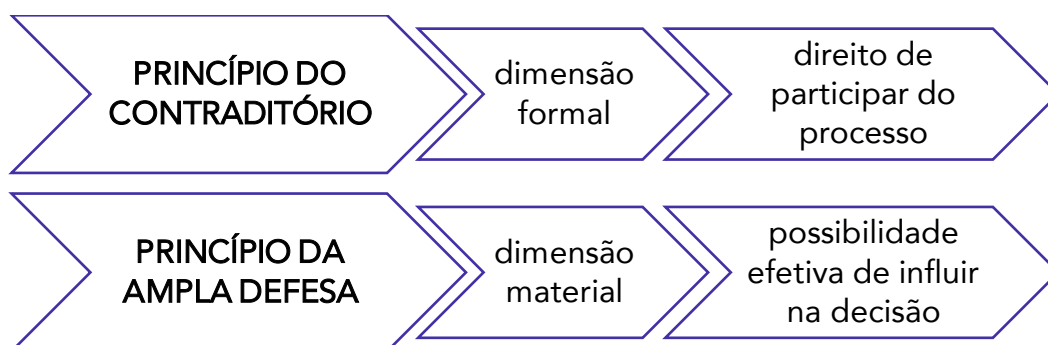 PRINCÍPIO DO
CONTRADITÓRIO
dimensão
formal
direito de
participar do
processo
PRINCÍPIO DA
AMPLA DEFESA
dimensão
material
possibilidade
efetiva de influir
na decisão